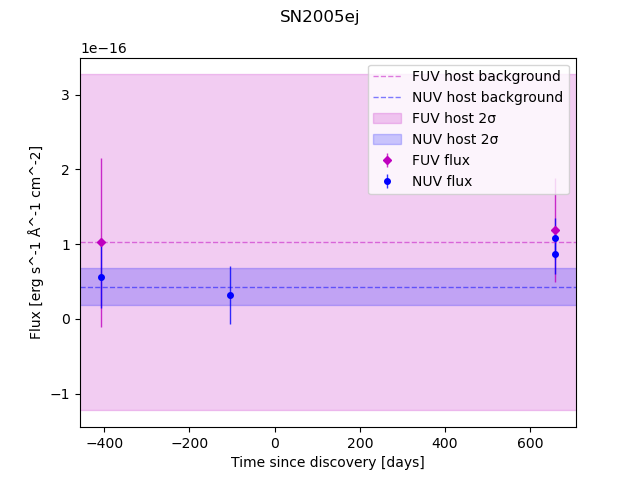 SN2005ej
1e−16
FUV host background
NUV host background
FUV host 2σ
NUV host 2σ
FUV flux
NUV flux
3
2
1
0
−1
Flux [erg s^-1 Å^-1 cm^-2]
−400
−200
0
200
400
600
Time since discovery [days]